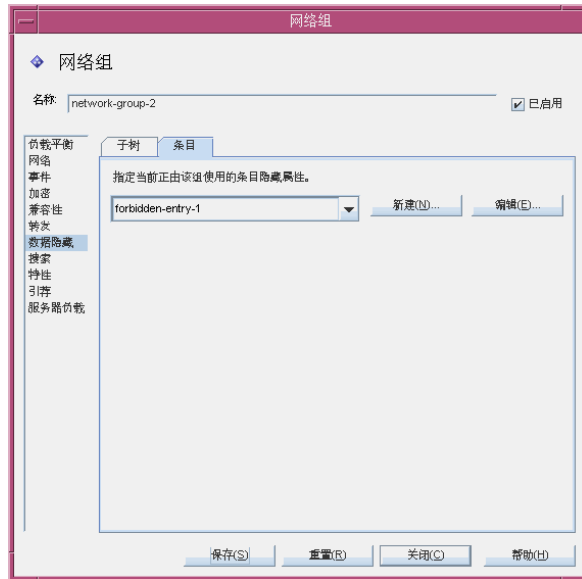 网络组
网络组
名称: network-group-2 已启用
负载平衡
网络
事件
加密
兼容性
转发
数据隐藏
搜索
特性
引荐
服务器负载
子树 条目
指定当前正由该组使用的条目隐藏属性。
forbidden-entry-1 新建(N)... 编辑(E)...
保存(S) 重置(R) 关闭(C) 帮助(H)